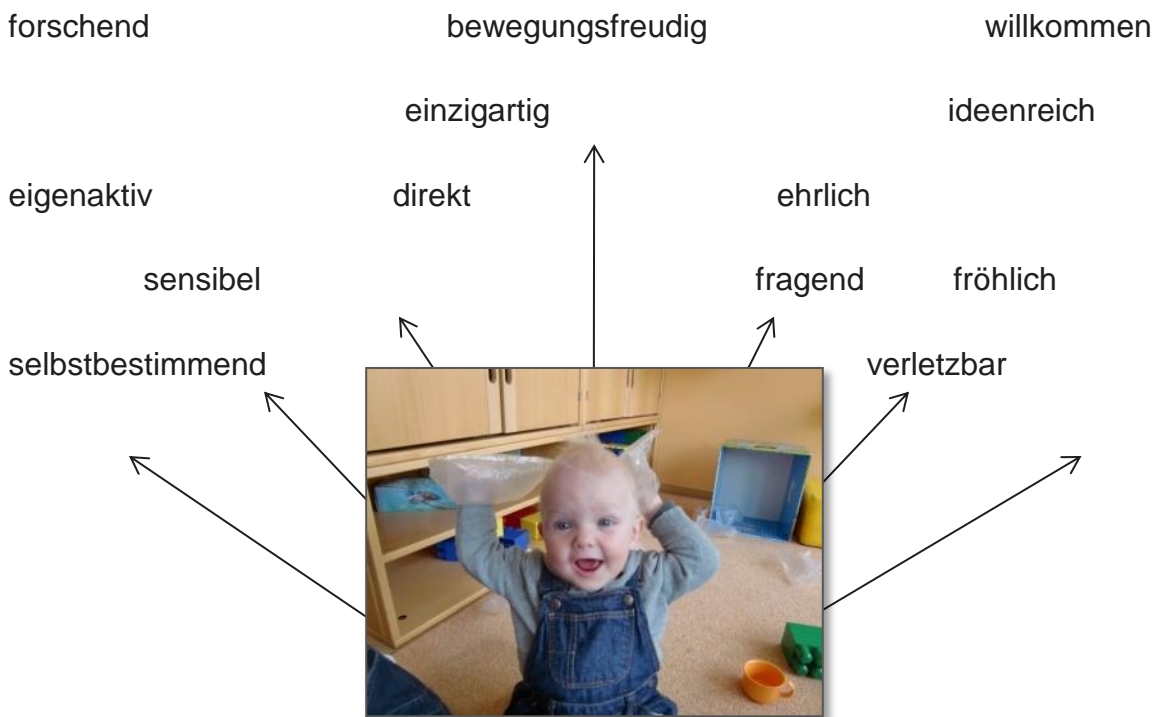 forschend bewegungsfreudig willkommen
einzigartig ideenreich
eigenaktiv direkt ehrlich
sensibel fragend fröhlich
selbstbestimmend verletzbar